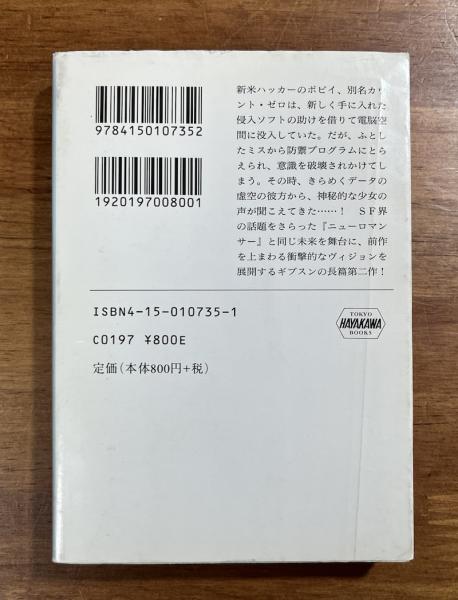 9784150107352
1920197008001
新米ハッカーのボビイ、別名カウ
ント・ゼロは、新しく手に入れた
侵入ソフトの助けを借りて電脳空
間に没入していた。だが、ふとし
たミスから防禦プログラムにとら
えられ、意識を破壊されかけてし
まう。その時、きらめくデータの
虚空の彼方から、神秘的な少女の
声が聞こえてきた……！　ＳＦ界
の話題をさらった『ニューロマン
サー』と同じ未来を舞台に、前作
を上まわる衝撃的なヴィジョンを
展開するギブスンの長篇第二作！
ISBN4-15-010735-1
C0197 ¥800E
定価（本体800円+税）
TOKYO
HAYAKAWA
BOOKS